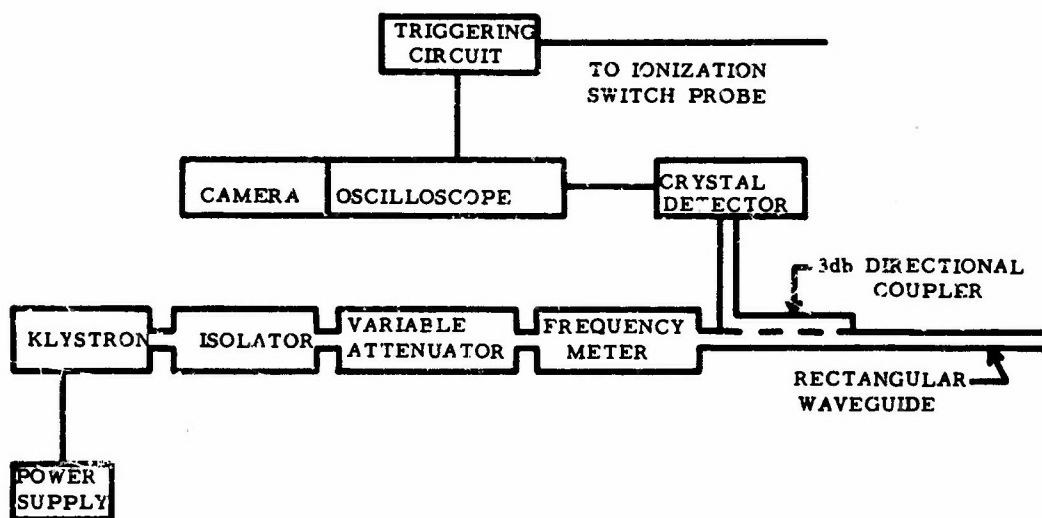 TRIGGERING
CIRCUIT
TO IONIZATION
SWITCH PROBE
CAMERA
OSCILLOSCOPE
CRYSTAL
DETECTOR
3db DIRECTIONAL
COUPLER
KLYSTRON
ISOLATOR
VARIABLE
ATTENUATOR
FREQUENCY
METER
RECTANGULAR
WAVEGUIDE
POWER
SUPPLY